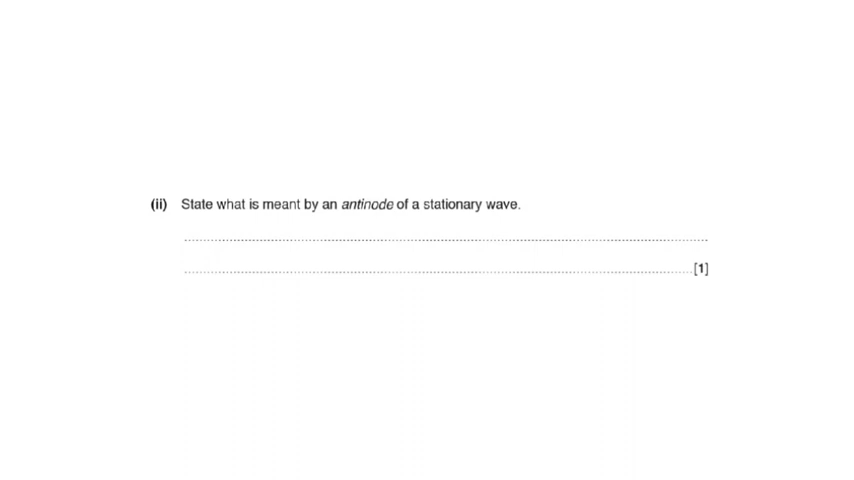 (ii) State what is meant by an antinode of a stationary wave.
[1]